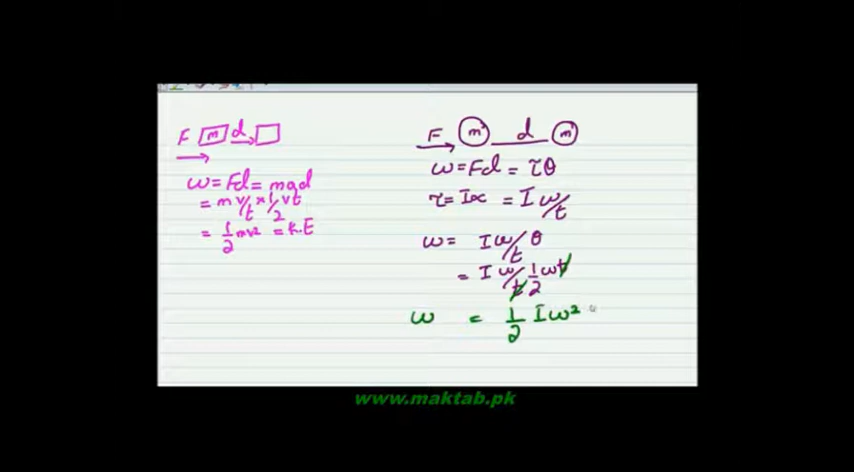 F m d
ω = Fd = mad
= m v/t × 1/2 vt
= 1/2 mv² = K.E
F m d m
ω = Fd = τθ
τ = Iα = I ω/t
ω = I ω/t θ
= I ω/t 1/2 ωt
ω = 1/2 Iω²
www.maktab.pk